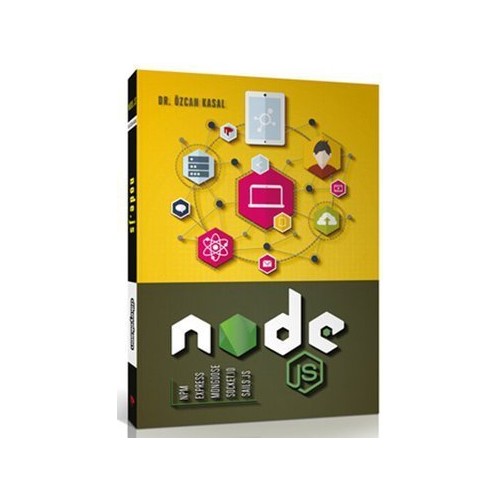 DR. ÖZCAN KASAL
node.js
node
JS
NPM
EXPRESS
MONGOOSE
SOCKET.IO
SAILS.JS